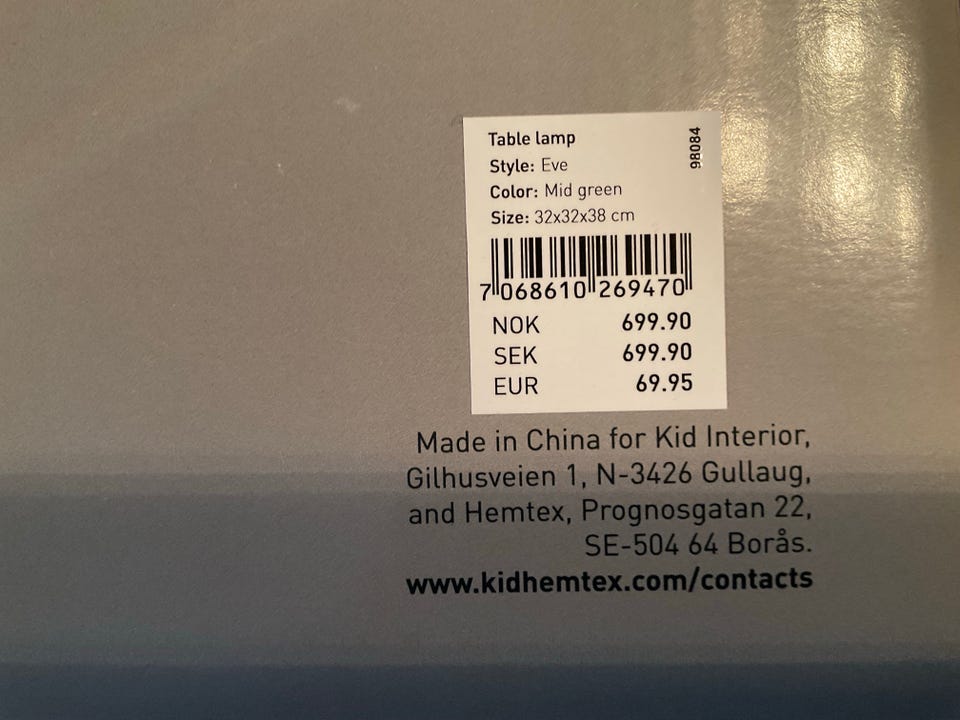 Table lamp
98084
Style: Eve
Color: Mid green
Size: 32x32x38 cm
7 068610 269470
NOK 699.90
SEK 699.90
EUR 69.95
Made in China for Kid Interior,
Gilhusveien 1, N-3426 Gullaug,
and Hemtex, Prognosgatan 22,
SE-504 64 Borås.
www.kidhemtex.com/contacts